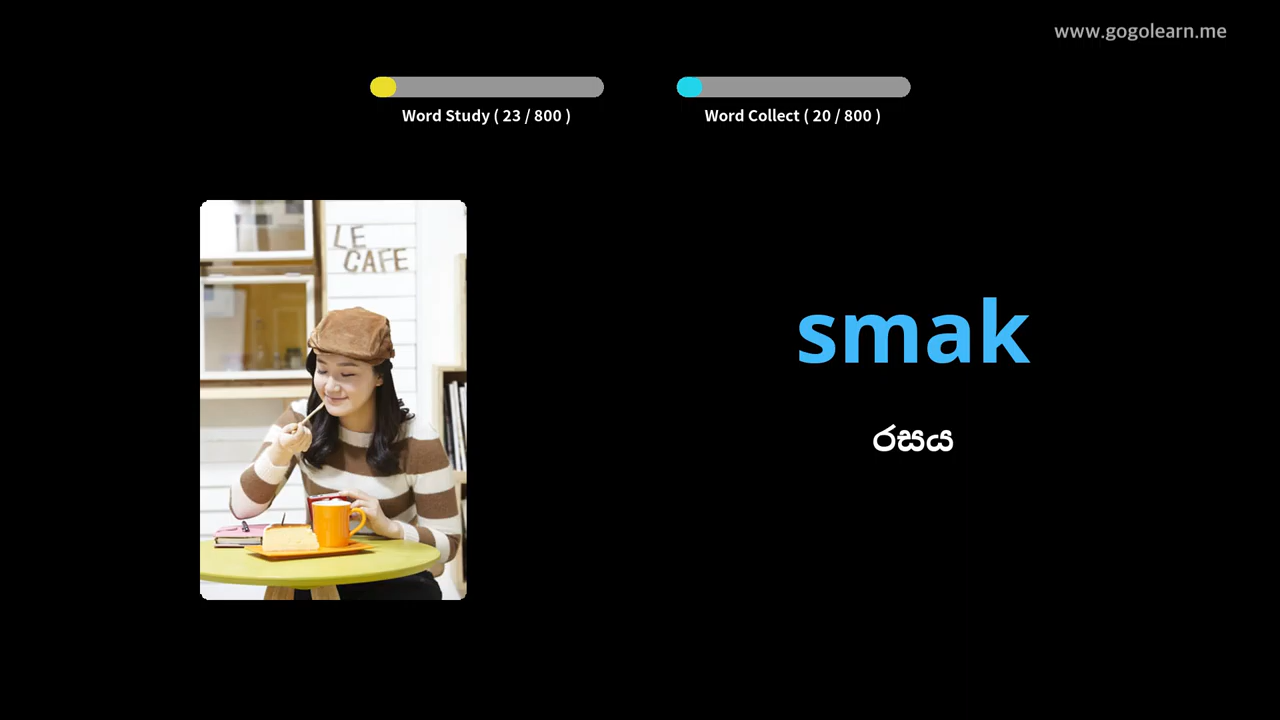 www.gogolearn.me
Word Study ( 23 / 800 )
Word Collect ( 20 / 800 )
LE
CAFE
smak
රසය